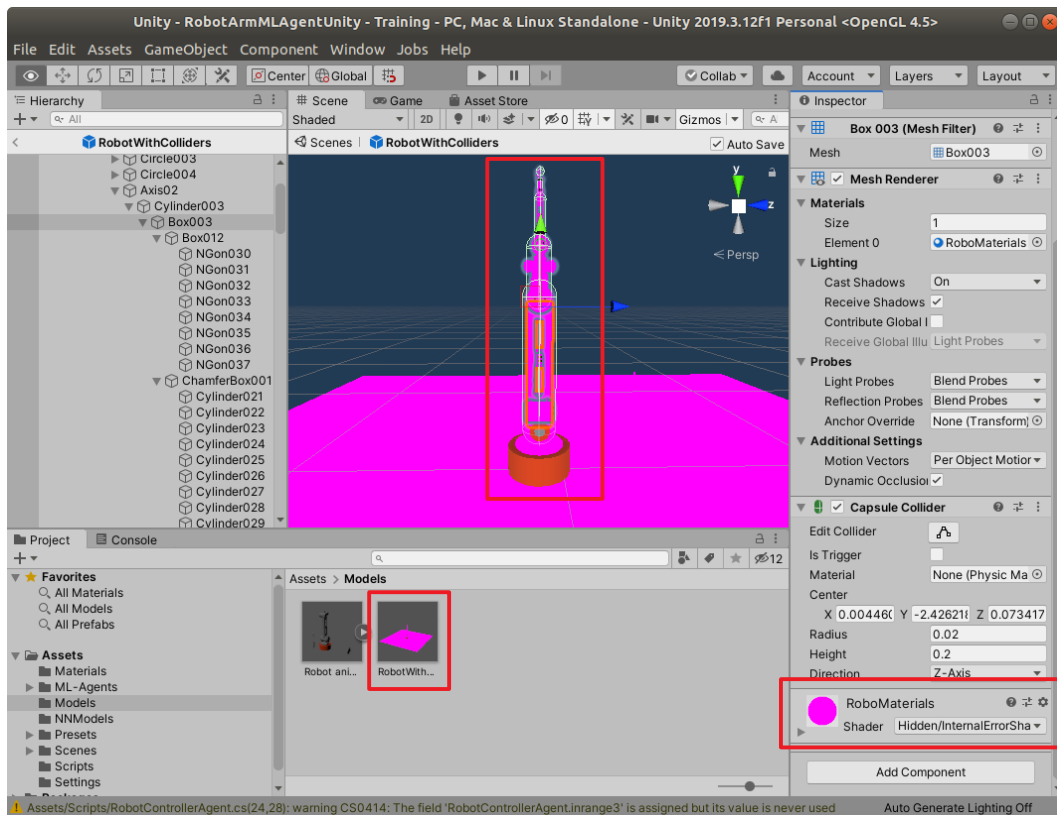 Unity - RobotArmMLAgentUnity - Training - PC, Mac & Linux Standalone - Unity 2019.3.12f1 Personal <OpenGL 4.5>
File Edit Assets GameObject Component Window Jobs Help
Center Global Collab Account Layers Layout
Hierarchy
All
RobotWithColliders
Circle003
Circle004
Axis02
Cylinder003
Box003
Box012
NGon030
NGon031
NGon032
NGon033
NGon034
NGon035
NGon036
NGon037
ChamferBox001
Cylinder021
Cylinder022
Cylinder023
Cylinder024
Cylinder025
Cylinder026
Cylinder027
Cylinder028
Cylinder029
Scene Game Asset Store
Shaded 2D 0 Gizmos A
Scenes RobotWithColliders Auto Save
y
z
Persp
Inspector
Box 003 (Mesh Filter)
Mesh Box003
Mesh Renderer
Materials
Size 1
Element 0 RoboMaterials
Lighting
Cast Shadows On
Receive Shadows
Contribute Global I
Receive Global Illu Light Probes
Probes
Light Probes Blend Probes
Reflection Probes Blend Probes
Anchor Override None (Transform)
Additional Settings
Motion Vectors Per Object Motior
Dynamic Occlusion
Capsule Collider
Edit Collider
Is Trigger
Material None (Physic Ma
Center
X 0.004460 Y -2.426218 Z 0.073417
Radius 0.02
Height 0.2
Direction Z-Axis
RoboMaterials
Shader Hidden/InternalErrorSha
Add Component
Project Console
12
Favorites
All Materials
All Models
All Prefabs
Assets
Materials
ML-Agents
Models
NNModels
Presets
Scenes
Scripts
Settings
Packages
Assets > Models
Robot ani... RobotWith...
Assets/Scripts/RobotControllerAgent.cs(24,28): warning CS0414: The field 'RobotControllerAgent.inrange3' is assigned but its value is never used Auto Generate Lighting Off